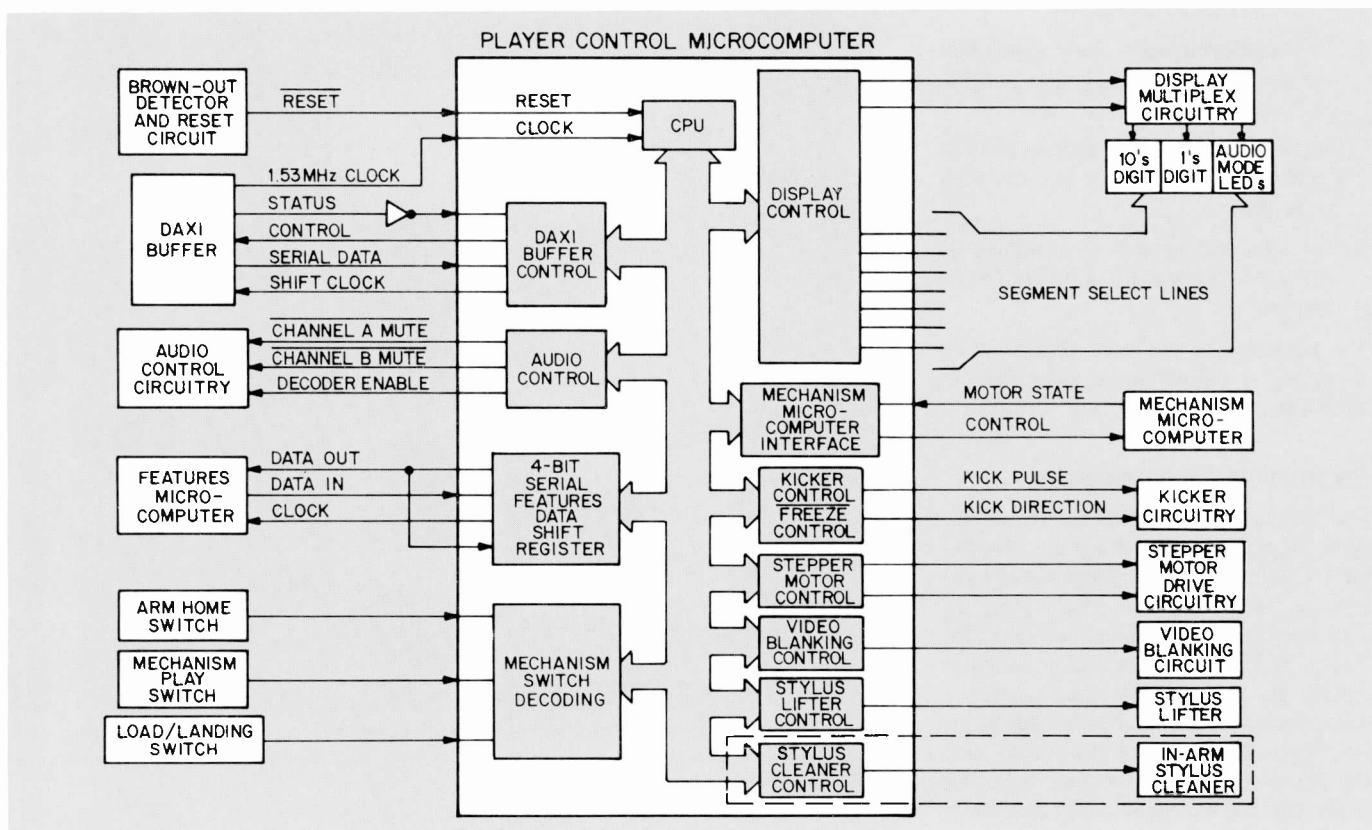 PLAYER CONTROL MICROCOMPUTER
BROWN-OUT
DETECTOR
AND RESET
CIRCUIT
RESET
RESET
CLOCK
CPU
1.53MHz CLOCK
STATUS
CONTROL
SERIAL DATA
SHIFT CLOCK
DAXI
BUFFER
DAXI
BUFFER
CONTROL
CHANNEL A MUTE
CHANNEL B MUTE
DECODER ENABLE
AUDIO
CONTROL
CIRCUITRY
AUDIO
CONTROL
DATA OUT
DATA IN
CLOCK
FEATURES
MICRO-
COMPUTER
4-BIT
SERIAL
FEATURES
DATA
SHIFT
REGISTER
ARM HOME
SWITCH
MECHANISM
PLAY
SWITCH
LOAD/LANDING
SWITCH
MECHANISM
SWITCH
DECODING
DISPLAY
CONTROL
DISPLAY
MULTIPLEX
CIRCUITRY
10's
DIGIT
1's
DIGIT
AUDIO
MODE
LEDs
SEGMENT SELECT LINES
MECHANISM
MICRO-
COMPUTER
INTERFACE
MOTOR STATE
CONTROL
MECHANISM
MICRO-
COMPUTER
KICKER
CONTROL
FREEZE
CONTROL
KICK PULSE
KICK DIRECTION
KICKER
CIRCUITRY
STEPPER
MOTOR
CONTROL
STEPPER
MOTOR
DRIVE
CIRCUITRY
VIDEO
BLANKING
CONTROL
VIDEO
BLANKING
CIRCUIT
STYLUS
LIFTER
CONTROL
STYLUS
LIFTER
STYLUS
CLEANER
CONTROL
IN-ARM
STYLUS
CLEANER